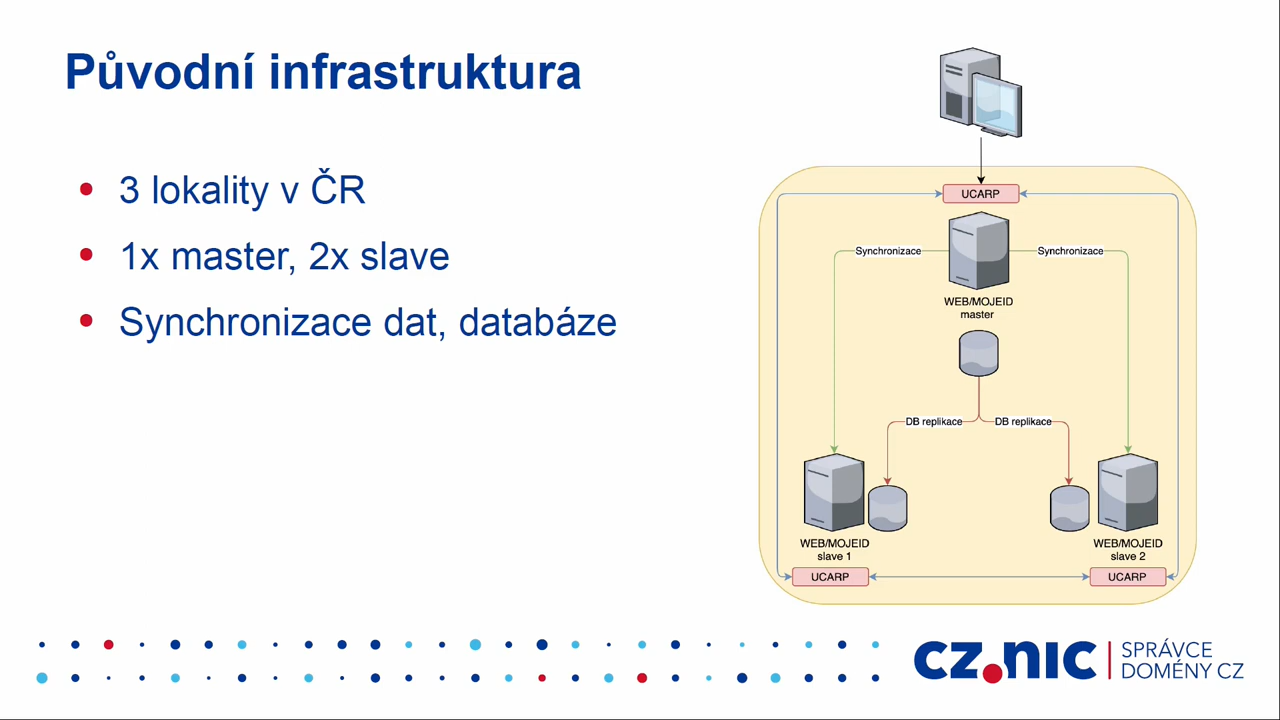 Původní infrastruktura
3 lokality v ČR
1x master, 2x slave
Synchronizace dat, databáze
UCARP
Synchronizace
Synchronizace
WEB/MOJEID
master
DB replikace
DB replikace
WEB/MOJEID
slave 1
WEB/MOJEID
slave 2
UCARP
UCARP
CZ.NIC
SPRÁVCE
DOMÉNY CZ